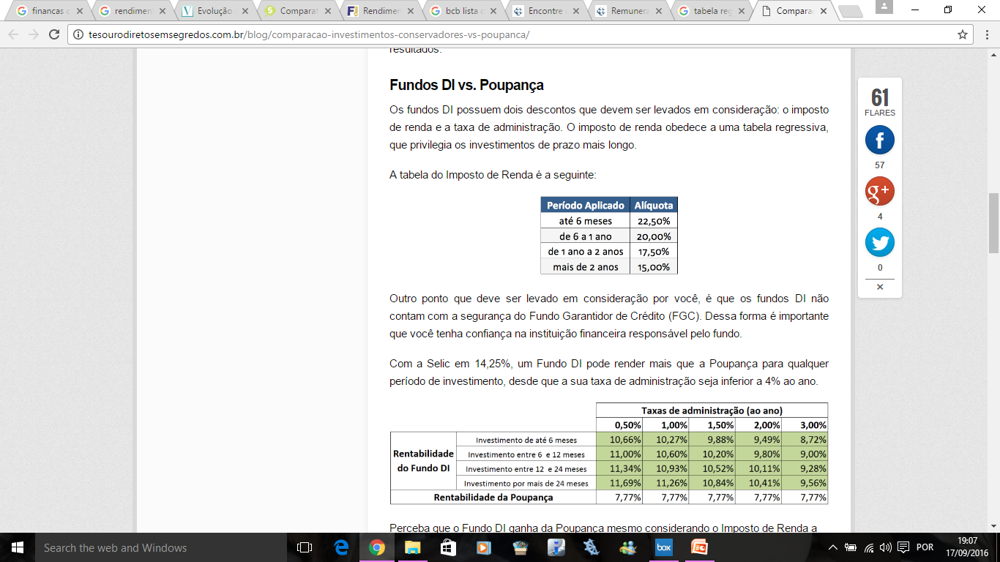 financas
rendimen
Evolução
Compara
Rendimen
bcb lista
Encontre
Remunera
tabela reg
Compara
tesourodiretosemsegredos.com.br/blog/comparacao-investimentos-conservadores-vs-poupanca/
resultados.
Fundos DI vs. Poupança
Os fundos DI possuem dois descontos que devem ser levados em consideração: o imposto
de renda e a taxa de administração. O imposto de renda obedece a uma tabela regressiva,
que privilegia os investimentos de prazo mais longo.
A tabela do Imposto de Renda é a seguinte:
Período Aplicado Alíquota
até 6 meses 22,50%
de 6 a 1 ano 20,00%
de 1 ano a 2 anos 17,50%
mais de 2 anos 15,00%
Outro ponto que deve ser levado em consideração por você, é que os fundos DI não
contam com a segurança do Fundo Garantidor de Crédito (FGC). Dessa forma é importante
que você tenha confiança na instituição financeira responsável pelo fundo.
Com a Selic em 14,25%, um Fundo DI pode render mais que a Poupança para qualquer
período de investimento, desde que a sua taxa de administração seja inferior a 4% ao ano.
Taxas de administração (ao ano)
0,50% 1,00% 1,50% 2,00% 3,00%
Rentabilidade do Fundo DI
Investimento de até 6 meses 10,66% 10,27% 9,88% 9,49% 8,72%
Investimento entre 6 e 12 meses 11,00% 10,60% 10,20% 9,80% 9,00%
Investimento entre 12 e 24 meses 11,34% 10,93% 10,52% 10,11% 9,28%
Investimento por mais de 24 meses 11,69% 11,26% 10,84% 10,41% 9,56%
Rentabilidade da Poupança 7,77% 7,77% 7,77% 7,77% 7,77%
Perceba que o Fundo DI ganha da Poupança mesmo considerando o Imposto de Renda a
61
FLARES
57
4
0
Search the web and Windows
box
POR
19:07
17/09/2016